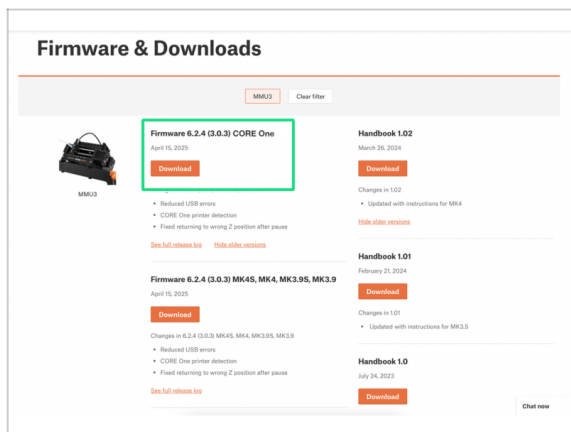 Firmware & Downloads
MMU3
Clear filter
MMU3
Firmware 6.2.4 (3.0.3) CORE One
April 15, 2025
Download
• Reduced USB errors
• CORE One printer detection
• Fixed returning to wrong Z position after pause
See full release log
Hide older versions
Firmware 6.2.4 (3.0.3) MK4S, MK4, MK3.9S, MK3.9
April 15, 2025
Download
Changes in 6.2.4 (3.0.3) MK4S, MK4, MK3.9S, MK3.9
• Reduced USB errors
• CORE One printer detection
• Fixed returning to wrong Z position after pause
See full release log
Handbook 1.02
March 26, 2024
Download
Changes in 1.02
• Updated with instructions for MK4
Hide older versions
Handbook 1.01
February 21, 2024
Download
Changes in 1.01
• Updated with instructions for MK3.5
Handbook 1.0
July 24, 2023
Download
Chat now